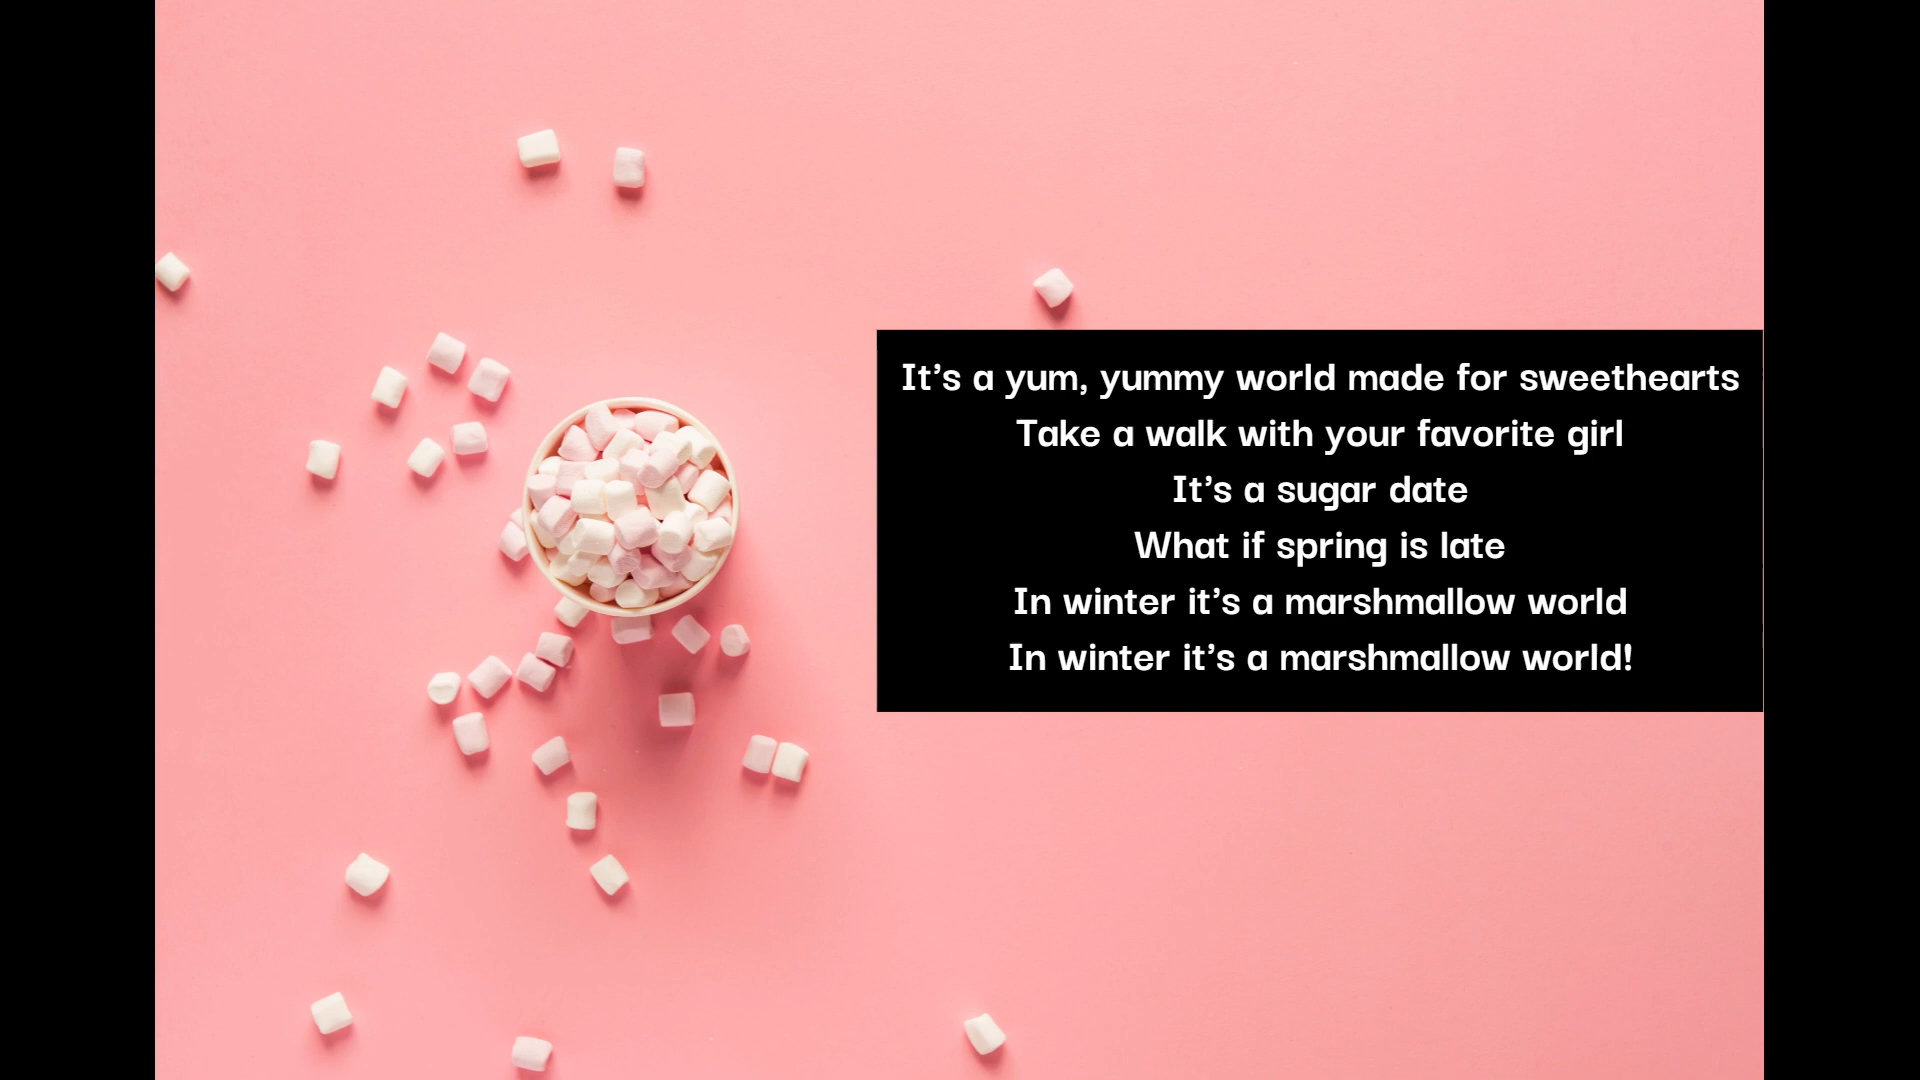 It's a yum, yummy world made for sweethearts
Take a walk with your favorite girl
It's a sugar date
What if spring is late
In winter it's a marshmallow world
In winter it's a marshmallow world!